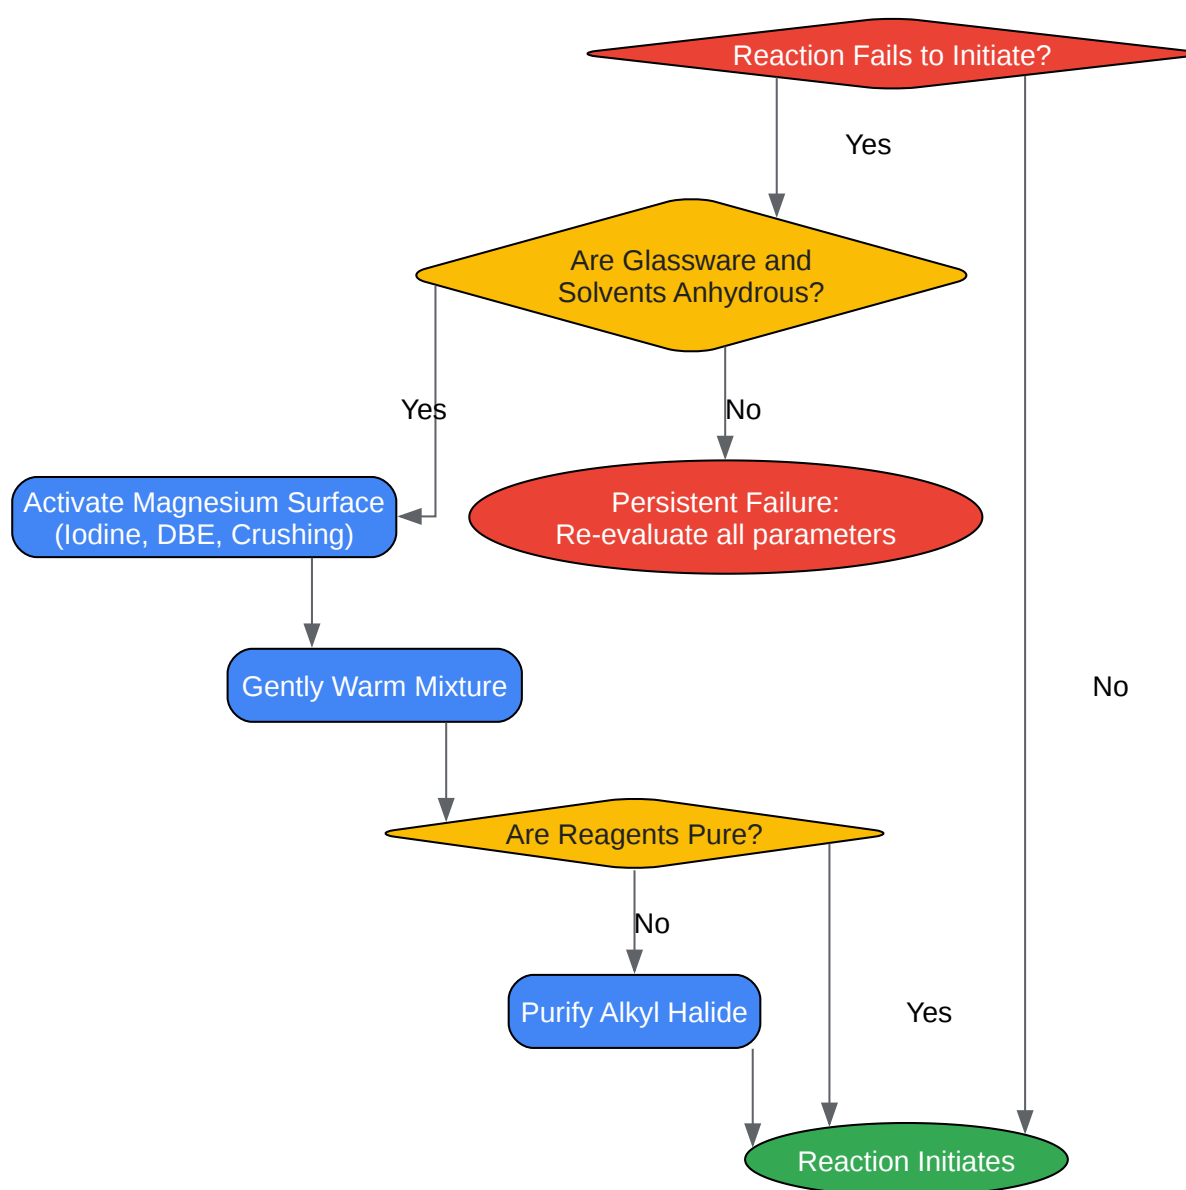 Reaction Fails to Initiate?
Yes
Are Glassware and
Solvents Anhydrous?
Yes
No
Activate Magnesium Surface
(Iodine, DBE, Crushing)
Persistent Failure:
Re-evaluate all parameters
Gently Warm Mixture
No
Are Reagents Pure?
No
Purify Alkyl Halide
Yes
Reaction Initiates